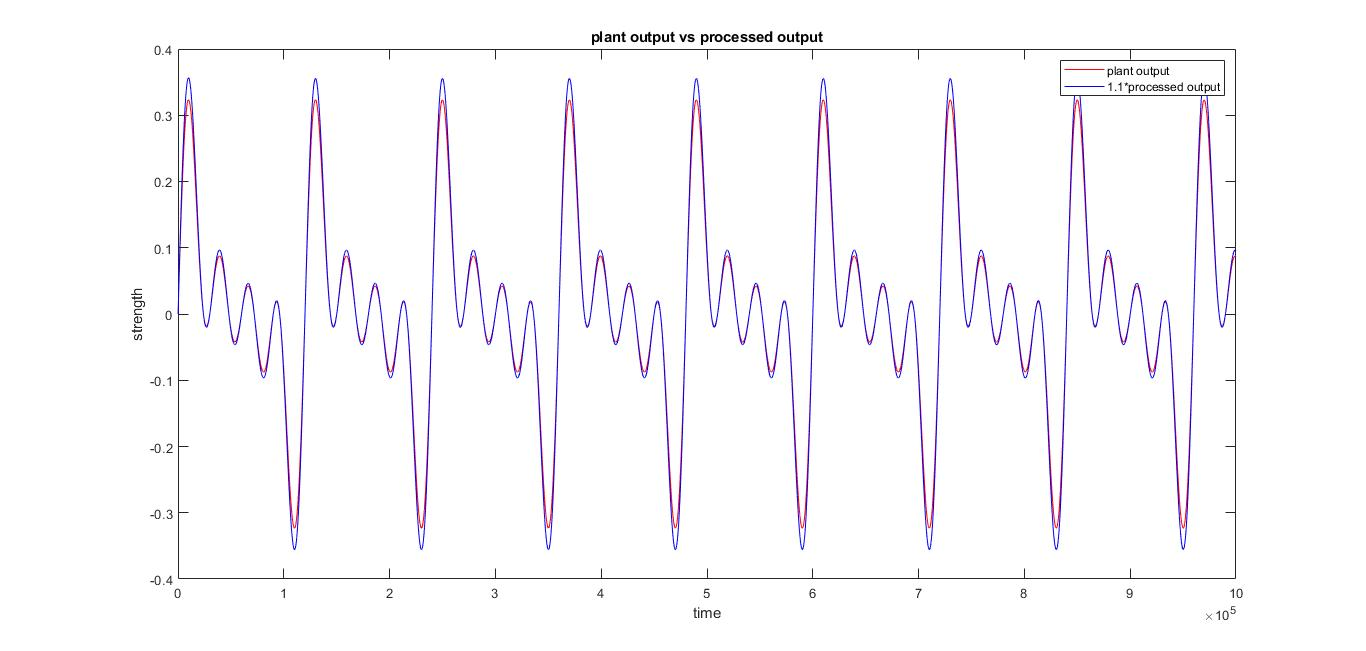 plant output vs processed output
plant output
1.1*processed output
strength
0.4
0.3
0.2
0.1
0
-0.1
-0.2
-0.3
-0.4
0 1 2 3 4 5 6 7 8 9 10
time
×10^5